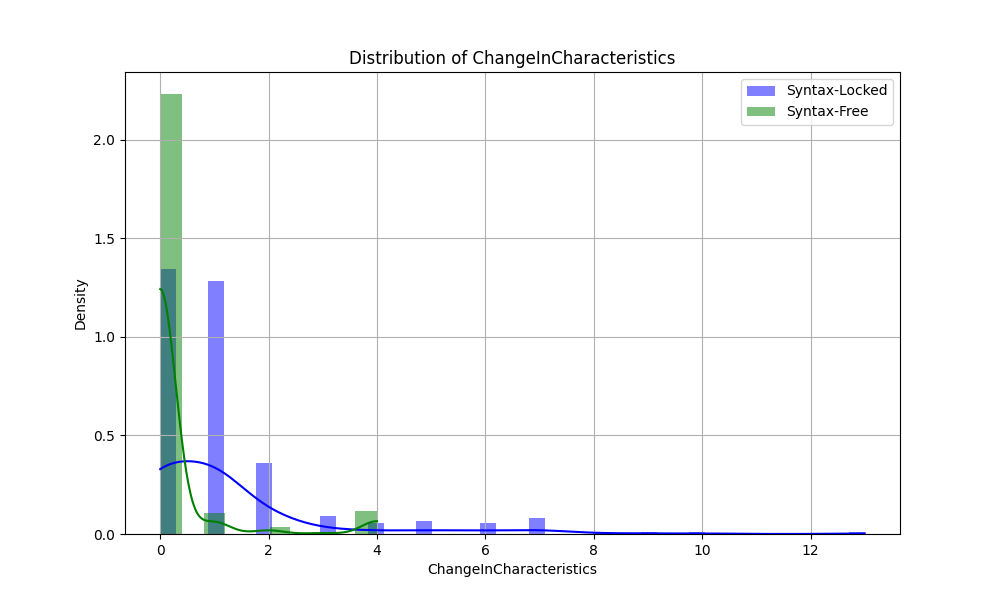 Distribution of ChangeInCharacteristics
Syntax-Locked
Syntax-Free
Density
2.0
1.5
1.0
0.5
0.0
0 2 4 6 8 10 12
ChangeInCharacteristics